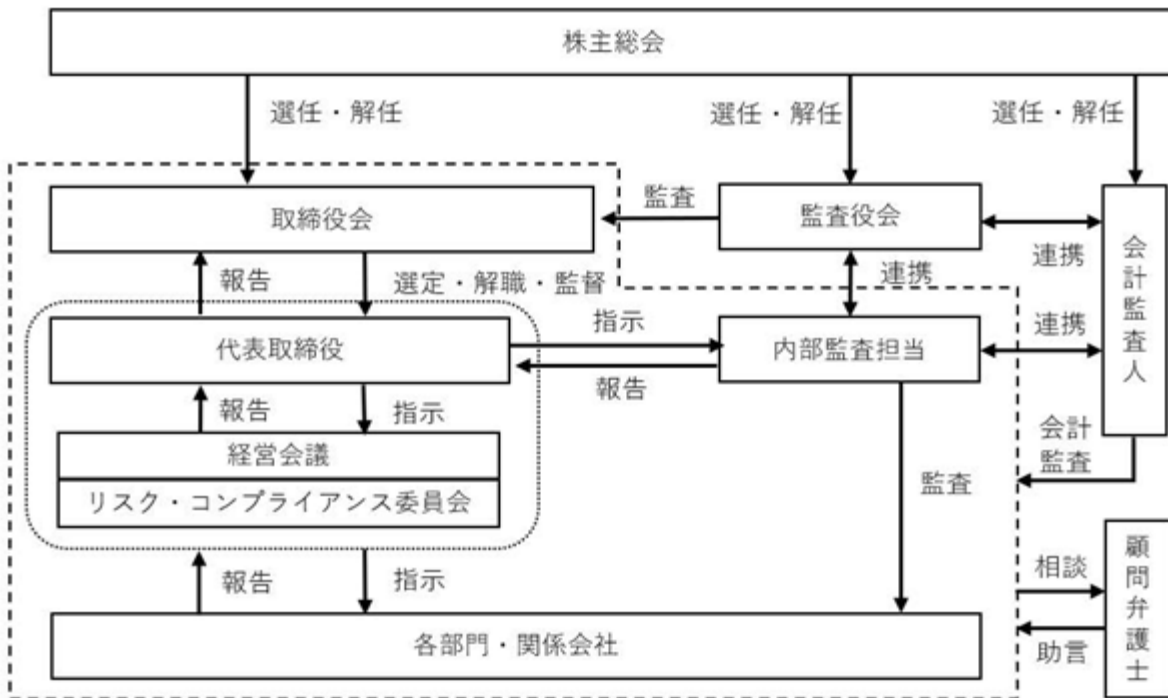 株主総会
選任・解任
選任・解任
選任・解任
取締役会
監査
監査役会
連携
会計監査人
報告
選定・解職・監督
連携
代表取締役
指示
報告
内部監査担当
連携
報告
指示
経営会議
リスク・コンプライアンス委員会
会計
監査
監査
報告
指示
相談
助言
顧問弁護士
各部門・関係会社